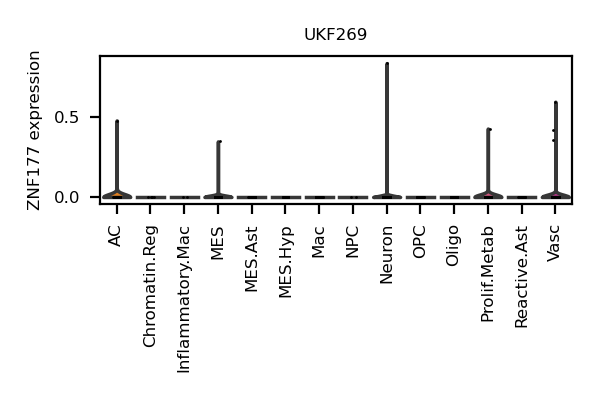 UKF269
ZNF177 expression
0.5
0.0
AC
Chromatin.Reg
Inflammatory.Mac
MES
MES.Ast
MES.Hyp
Mac
NPC
Neuron
OPC
Oligo
Prolif.Metab
Reactive.Ast
Vasc